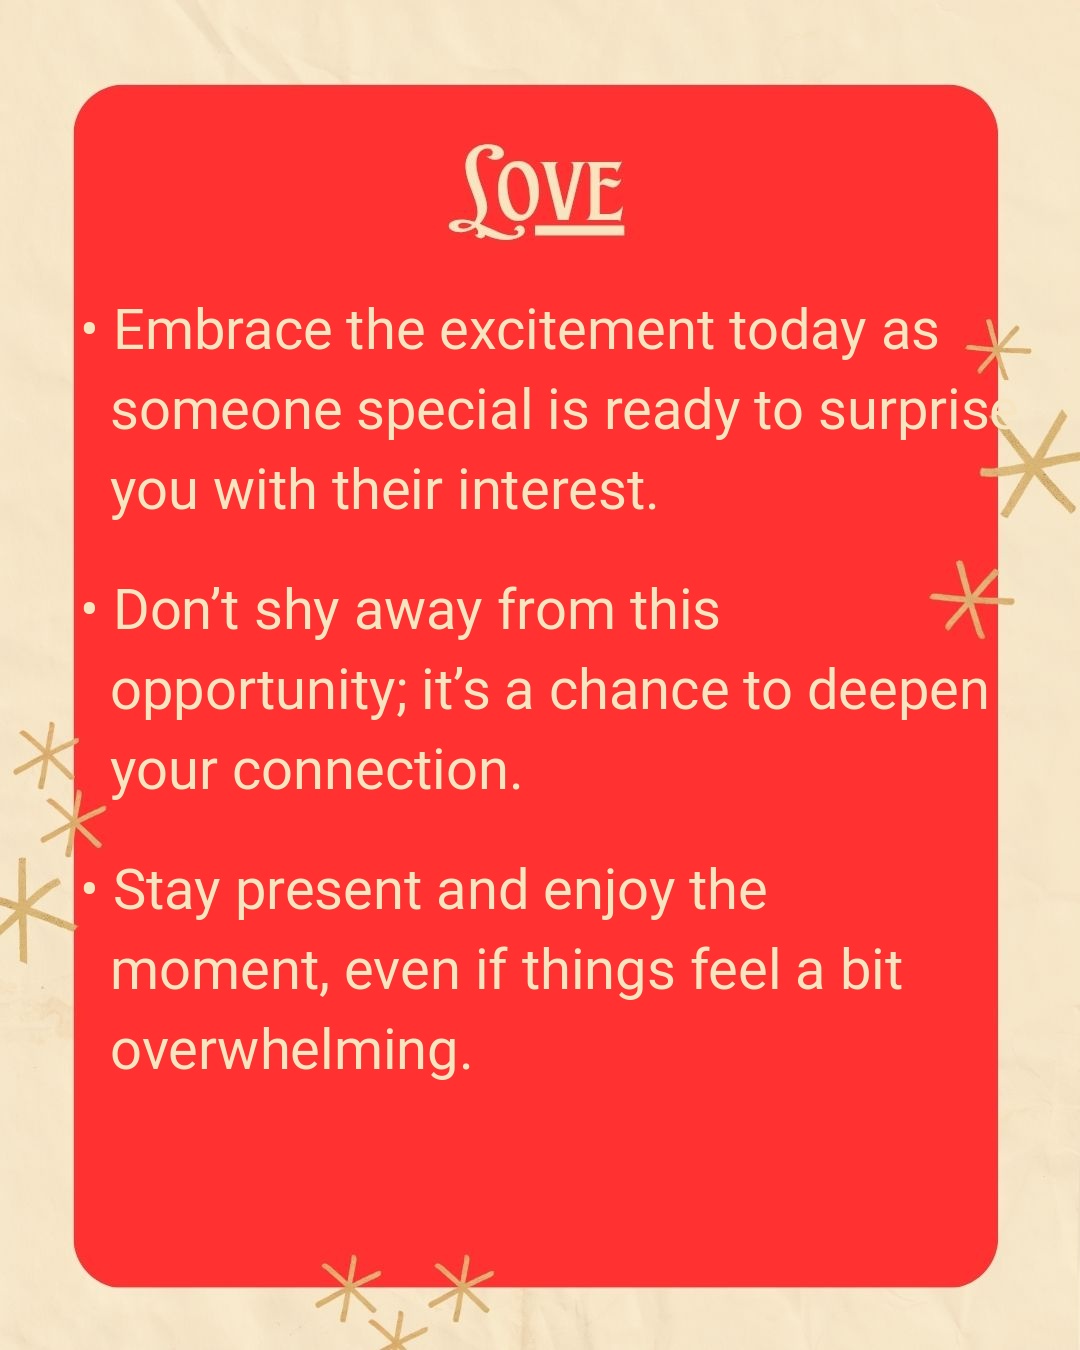 Love
• Embrace the excitement today as
someone special is ready to surprise
you with their interest.
• Don’t shy away from this
opportunity; it’s a chance to deepen
your connection.
• Stay present and enjoy the
moment, even if things feel a bit
overwhelming.